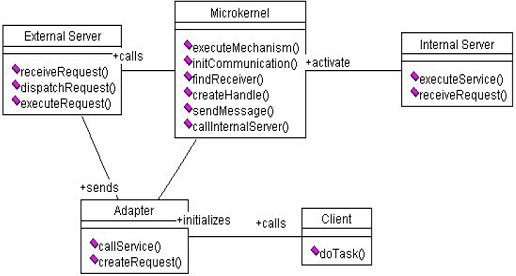 External Server
receiveRequest()
dispatchRequest()
executeRequest()
+calls
Microkernel
executeMechanism()
initCommunication()
findReceiver()
createHandle()
sendMessage()
callInternalServer()
+activate
Internal Server
executeService()
receiveRequest()
+sends
Adapter
callService()
createRequest()
+initializes
+calls
Client
doTask()